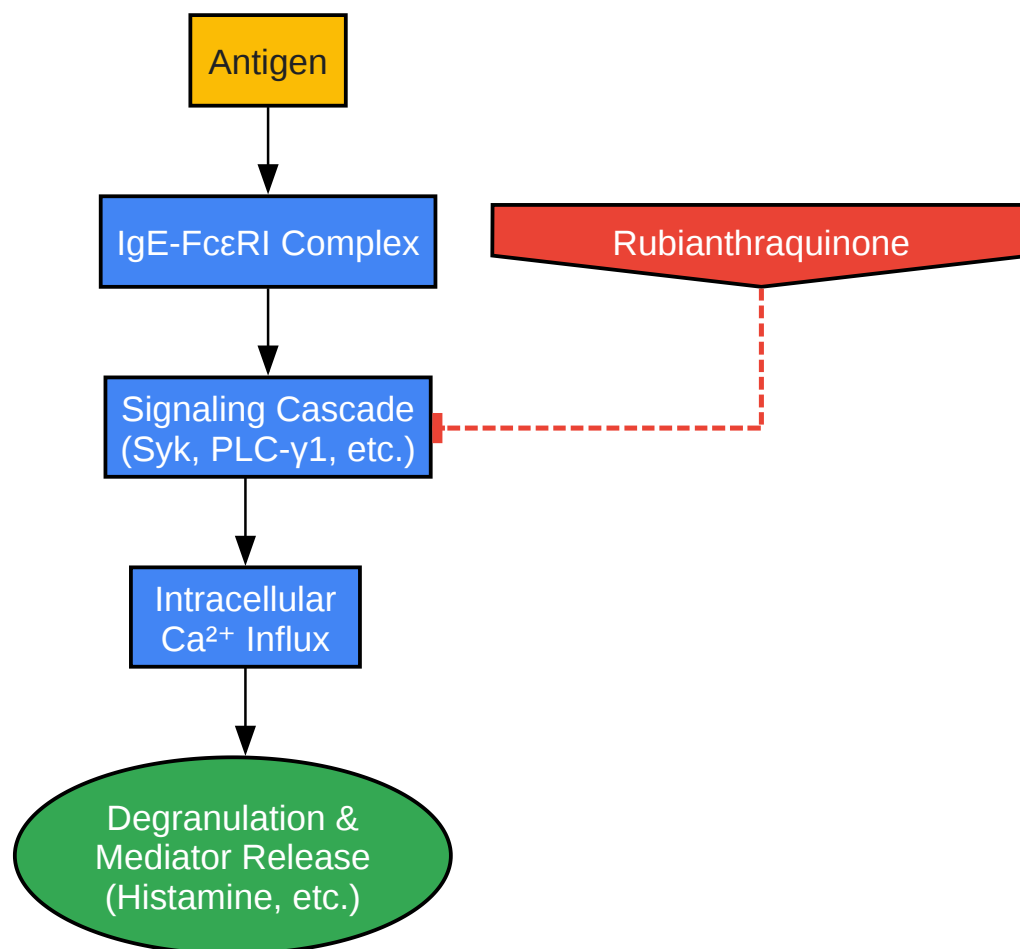 Antigen
IgE-FcεRI Complex
Rubianthraquinone
Signaling Cascade
(Syk, PLC-γ1, etc.)
Intracellular
Ca²⁺ Influx
Degranulation &
Mediator Release
(Histamine, etc.)